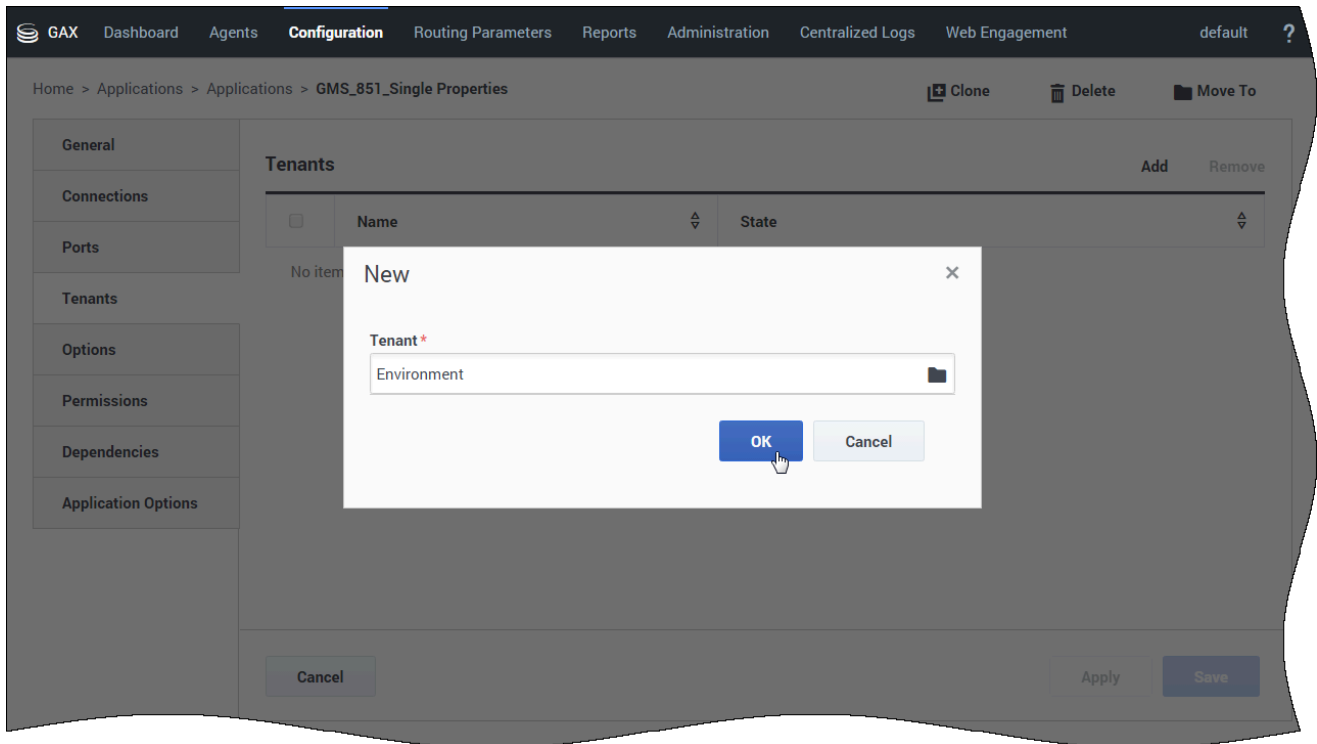 GAX Dashboard Agents Configuration Routing Parameters Reports Administration Centralized Logs Web Engagement default ?
Home > Applications > Applications > GMS_851_Single Properties Clone Delete Move To
General
Connections
Ports
Tenants
Options
Permissions
Dependencies
Application Options
Tenants Add Remove
Name State
No item
New ×
Tenant *
Environment
OK Cancel
Cancel Apply Save